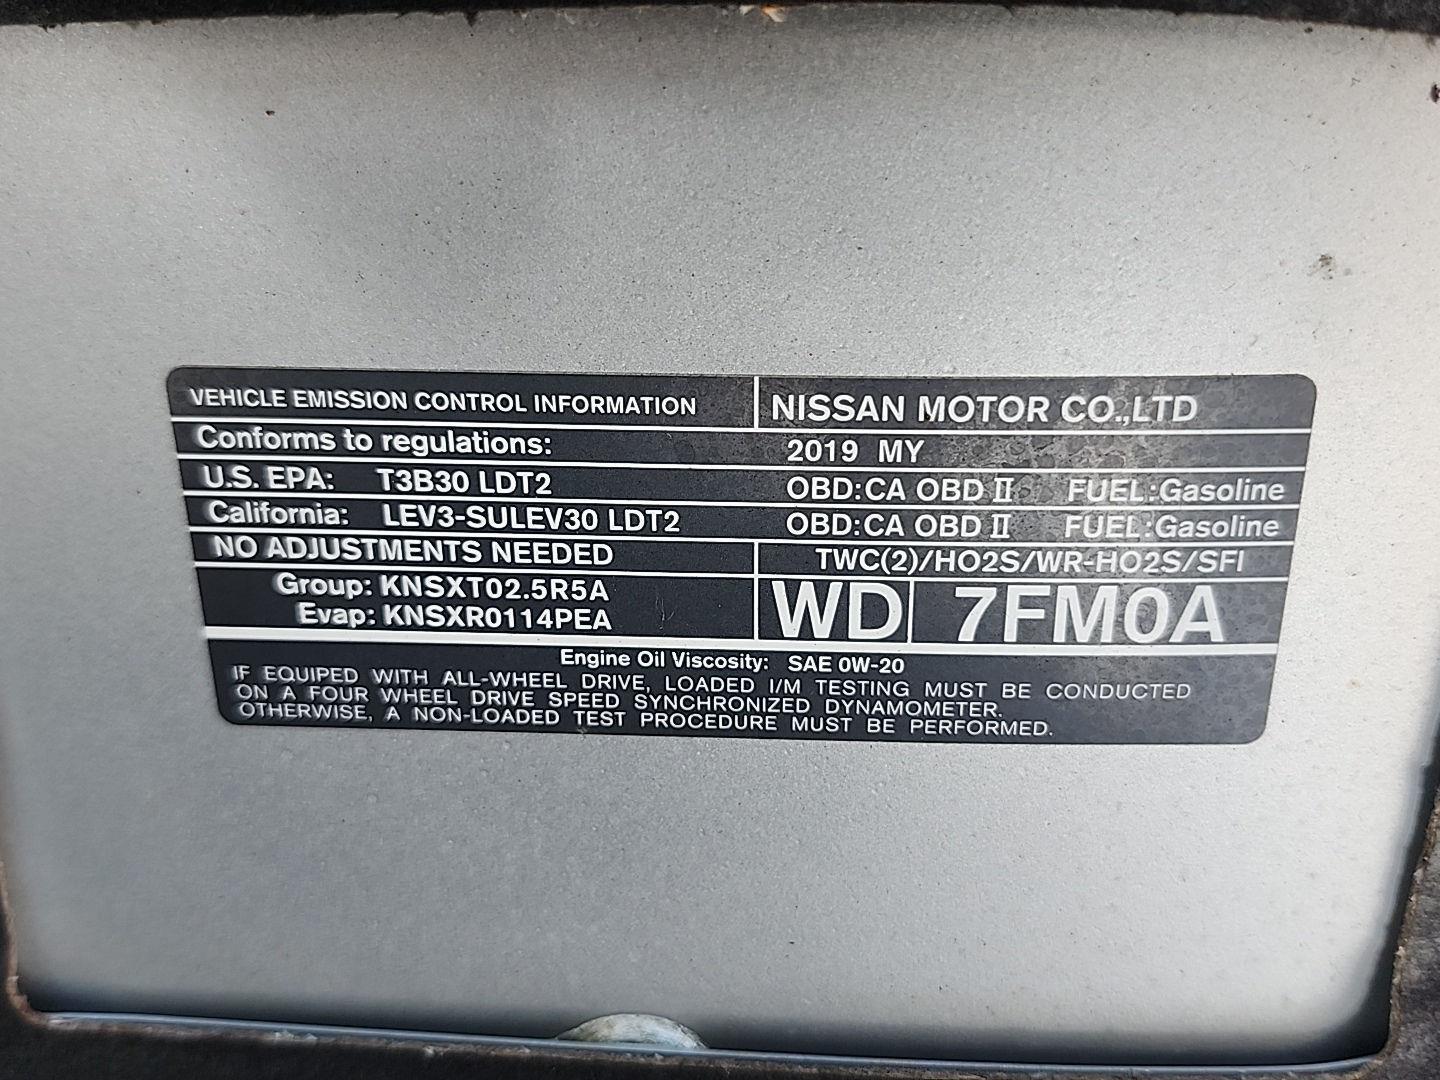 VEHICLE EMISSION CONTROL INFORMATION NISSAN MOTOR CO.,LTD
Conforms to regulations: 2019 MY
U.S. EPA: T3B30 LDT2 OBD:CA OBD II FUEL:Gasoline
California: LEV3-SULEV30 LDT2 OBD:CA OBD II FUEL:Gasoline
NO ADJUSTMENTS NEEDED TWC(2)/HO2S/WR-HO2S/SFI
Group: KNSXT02.5R5A
Evap: KNSXR0114PEA
WD 7FM0A
Engine Oil Viscosity: SAE 0W-20
IF EQUIPED WITH ALL-WHEEL DRIVE, LOADED I/M TESTING MUST BE CONDUCTED
ON A FOUR WHEEL DRIVE SPEED SYNCHRONIZED DYNAMOMETER.
OTHERWISE, A NON-LOADED TEST PROCEDURE MUST BE PERFORMED.